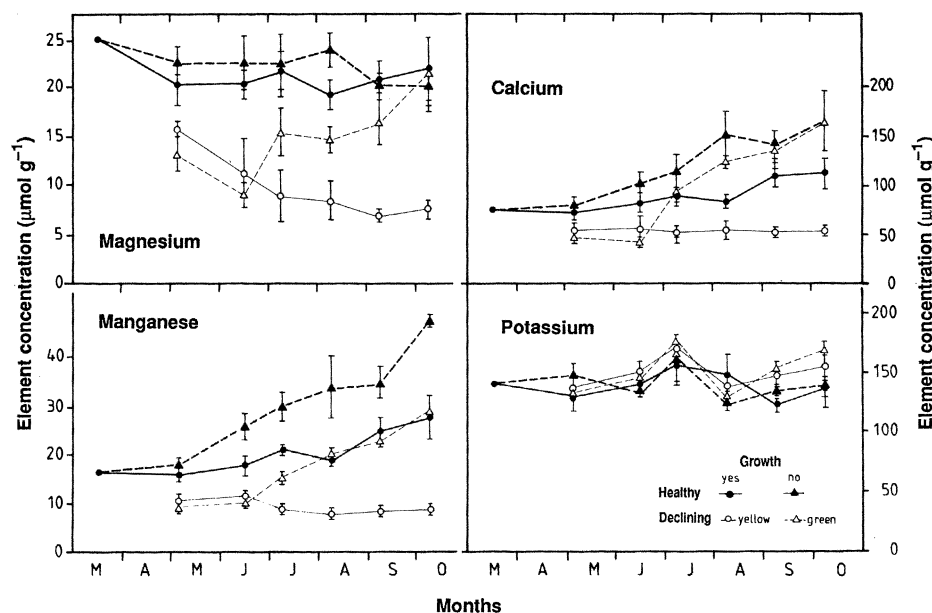 25
20
15
10
5
0
Magnesium
Calcium
200
150
100
50
0
Element concentration (μmol g⁻¹)
Element concentration (μmol g⁻¹)
Manganese
40
30
20
10
0
Potassium
200
150
100
50
0
Growth
yes no
Healthy
Declining yellow green
M A M J J A S O
M A M J J A S O
Months